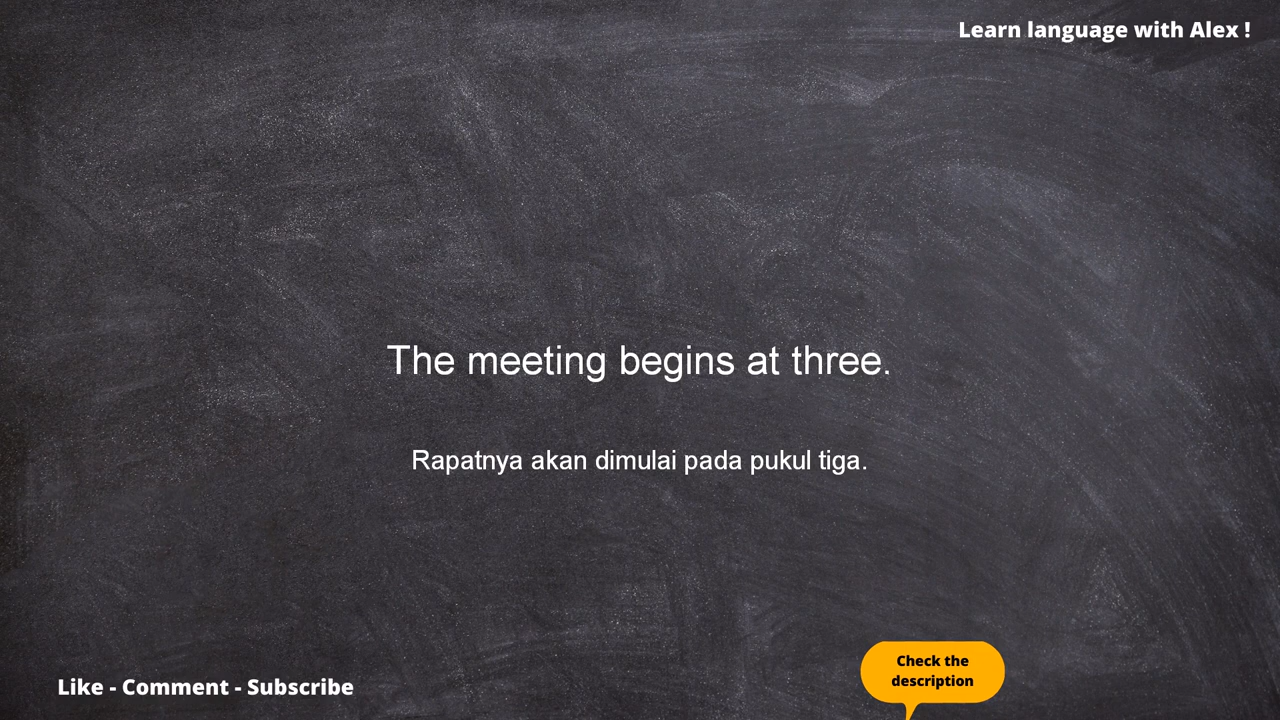 Learn language with Alex !
The meeting begins at three.
Rapatnya akan dimulai pada pukul tiga.
Check the
description
Like - Comment - Subscribe